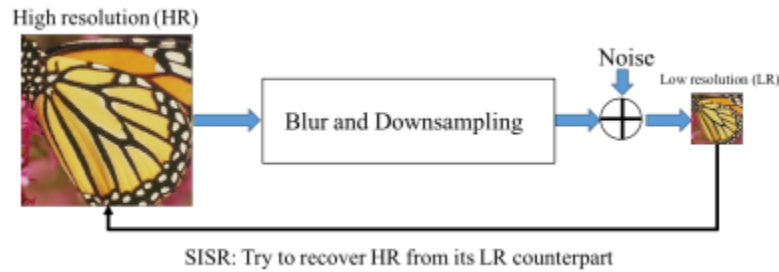 High resolution (HR)
Noise
Low resolution (LR)
Blur and Downsampling
SISR: Try to recover HR from its LR counterpart